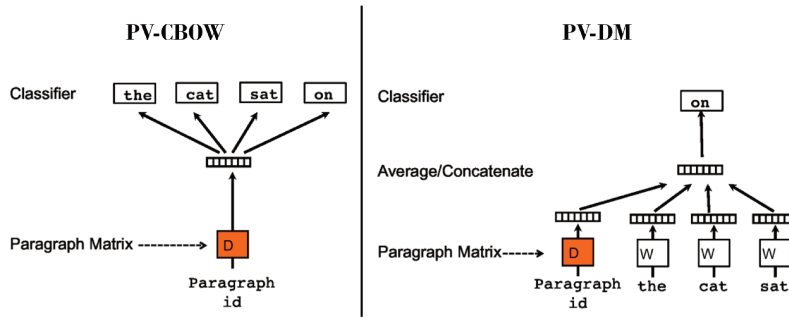 PV-CBOW
Classifier
the cat sat on
Paragraph Matrix
D
Paragraph
id
PV-DM
Classifier
on
Average/Concatenate
Paragraph Matrix
D W W W
Paragraph the cat sat
id